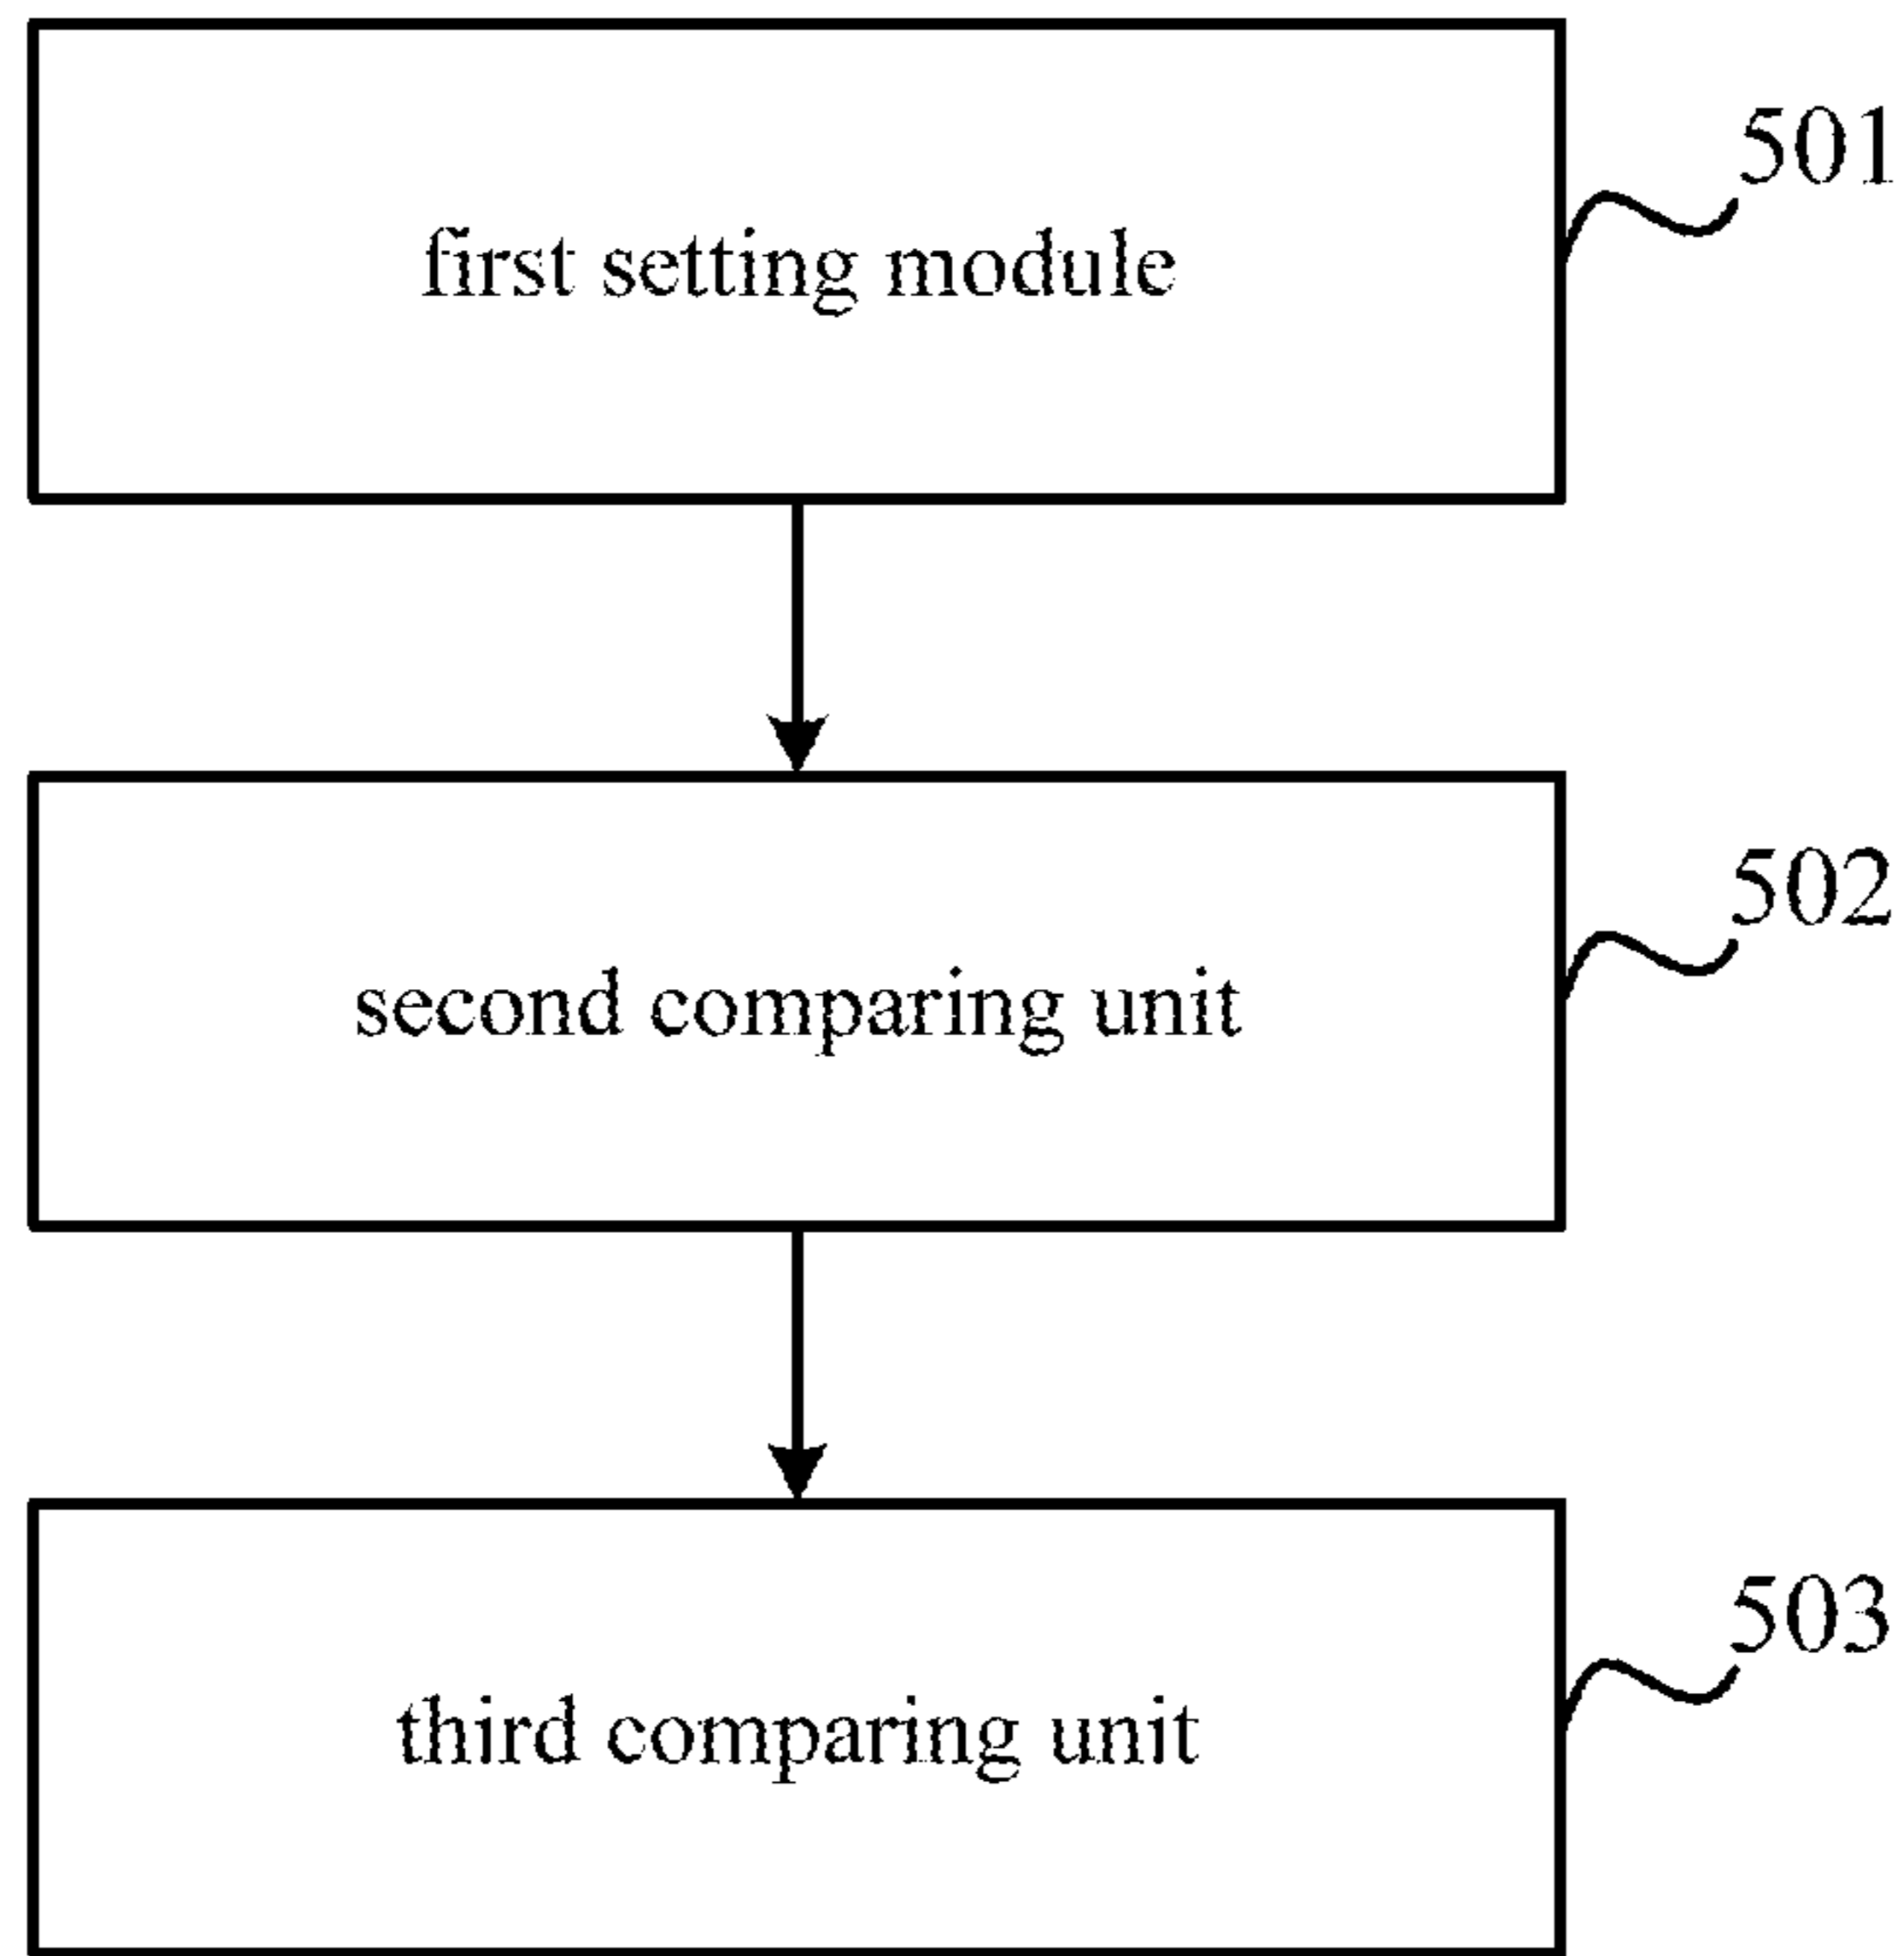 501
first setting module
502
second comparing unit
503
third comparing unit